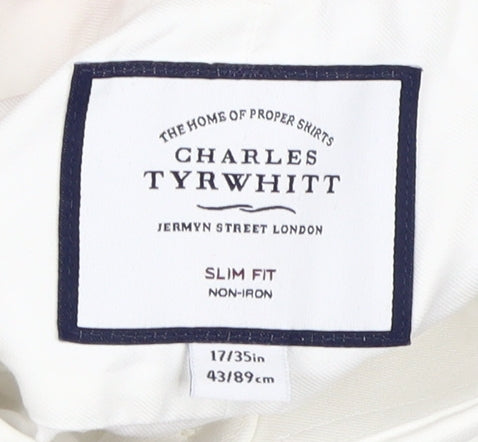 THE HOME OF PROPER SHIRTS
CHARLES
TYRWHITT
JERMYN STREET LONDON
SLIM FIT
NON-IRON
17/35in
43/89cm